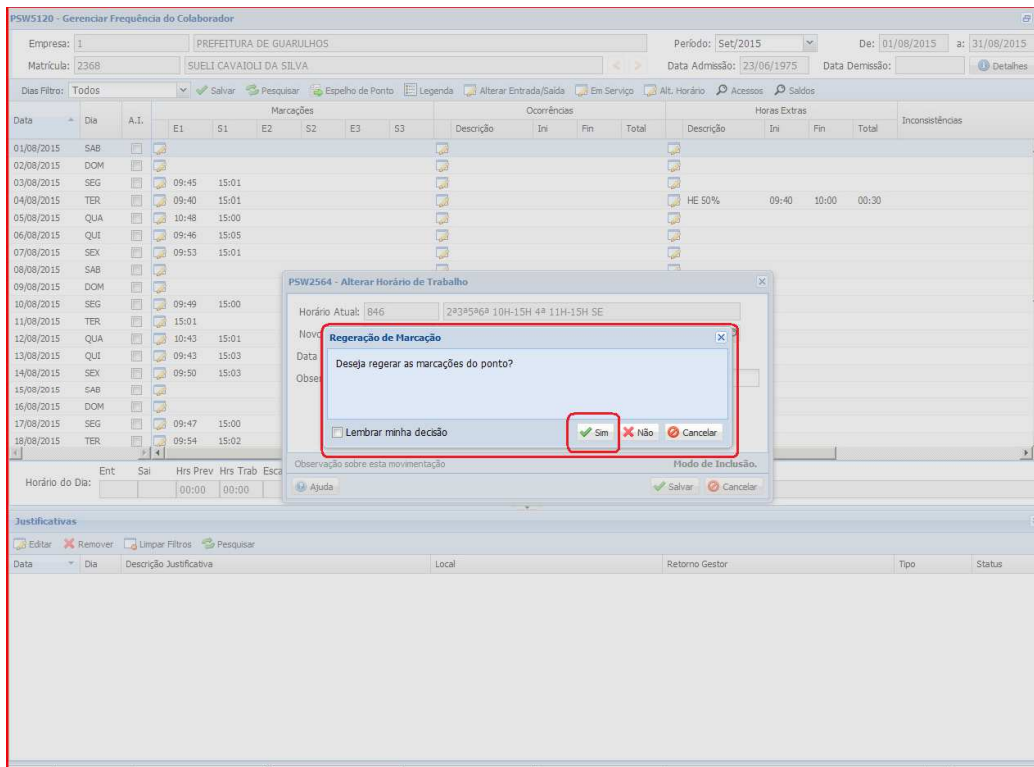 PSW5120 - Gerenciar Frequência do Colaborador
Empresa: 1 PREFEITURA DE GUARULHOS Período: Set/2015 De: 01/08/2015 a: 31/08/2015
Matrícula: 2368 SUELI CAVAIOLI DA SILVA Data Admissão: 23/06/1975 Data Demissão: Detalhes
Dias Filtro: Todos Salvar Pesquisar Espelho de Ponto Legenda Alterar Entrada/Saída Em Serviço Alt. Horário Acessos Saldos
Data Dia A.I. Marcações Ocorrências Horas Extras Inconsistências
E1 S1 E2 S2 E3 S3 Descrição Ini Fin Total Descrição Ini Fin Total
01/08/2015 SAB
02/08/2015 DOM
03/08/2015 SEG 09:45 15:01
04/08/2015 TER 09:40 15:01 HE 50% 09:40 10:00 00:30
05/08/2015 QUA 10:48 15:00
06/08/2015 QUI 09:46 15:05
07/08/2015 SEX 09:53 15:01
08/08/2015 SAB
09/08/2015 DOM
10/08/2015 SEG 09:49 15:00
11/08/2015 TER 15:01
12/08/2015 QUA 10:43 15:01
13/08/2015 QUI 09:43 15:03
14/08/2015 SEX 09:50 15:03
15/08/2015 SAB
16/08/2015 DOM
17/08/2015 SEG 09:47 15:00
18/08/2015 TER 09:54 15:02
PSW2564 - Alterar Horário de Trabalho
Horário Atual: 846 2ª3ª5ª6ª 10H-15H 4ª 11H-15H SE
Novo
Data
Obser
Regeração de Marcação
Deseja regerar as marcações do ponto?
Lembrar minha decisão Sim Não Cancelar
Observação sobre esta movimentação Modo de Inclusão.
Ajuda Salvar Cancelar
Ent Sai Hrs Prev Hrs Trab Esca
Horário do Dia: 00:00 00:00
Justificativas
Editar Remover Limpar Filtros Pesquisar
Data Dia Descrição Justificativa Local Retorno Gestor Tipo Status